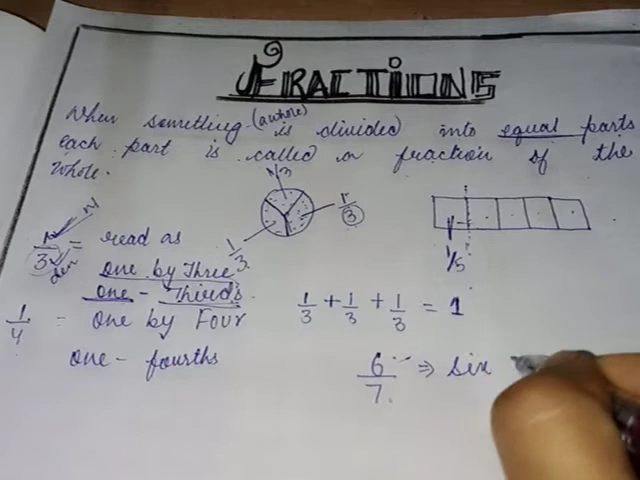 FRACTIONS
When something (a whole) is divided into equal parts
each part is called a fraction of the
whole.
1/3
N
1/3
1/3 = read as
den
1/3
1/5
one by Three
one - Thirds
1/3 + 1/3 + 1/3 = 1
1/4 = one by Four
one - fourths
6/7 ⇒ Six